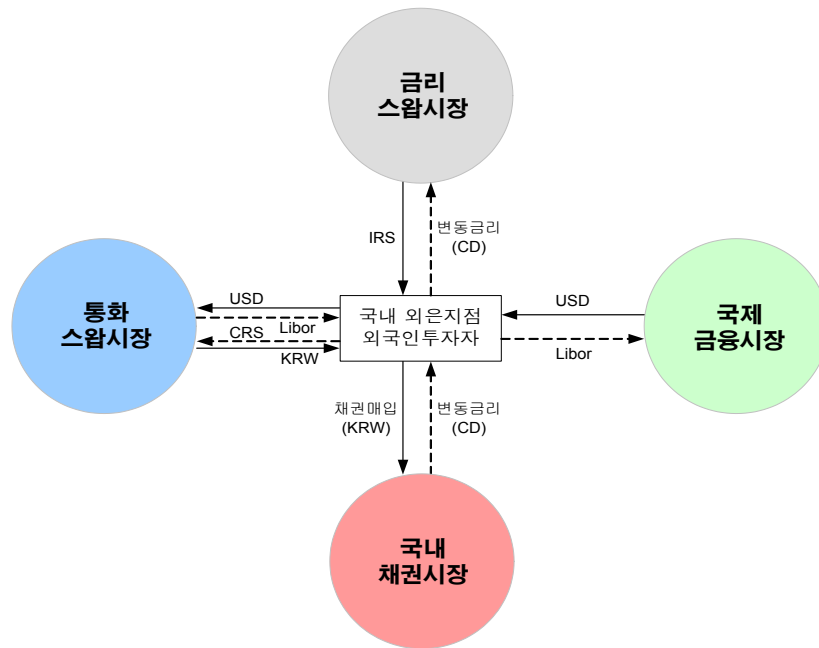 금리
스왑시장
IRS
변동금리
(CD)
통화
스왑시장
USD
Libor
CRS
KRW
국내 외은지점
외국인투자자
USD
Libor
국제
금융시장
채권매입
(KRW)
변동금리
(CD)
국내
채권시장